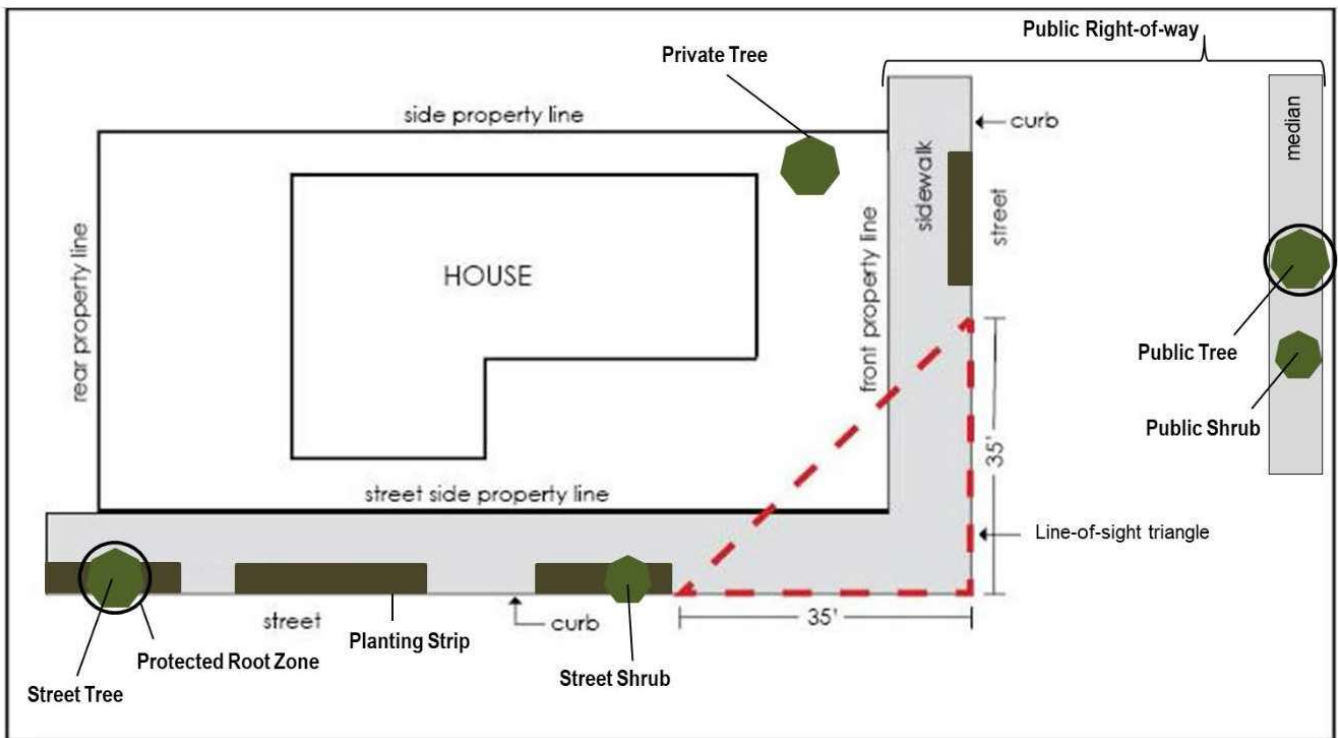 Public Right-of-way
Private Tree
side property line
curb
median
sidewalk
street
rear property line
HOUSE
front property line
Public Tree
Public Shrub
35'
street side property line
Line-of-sight triangle
35'
street
curb
Planting Strip
Protected Root Zone
Street Shrub
Street Tree